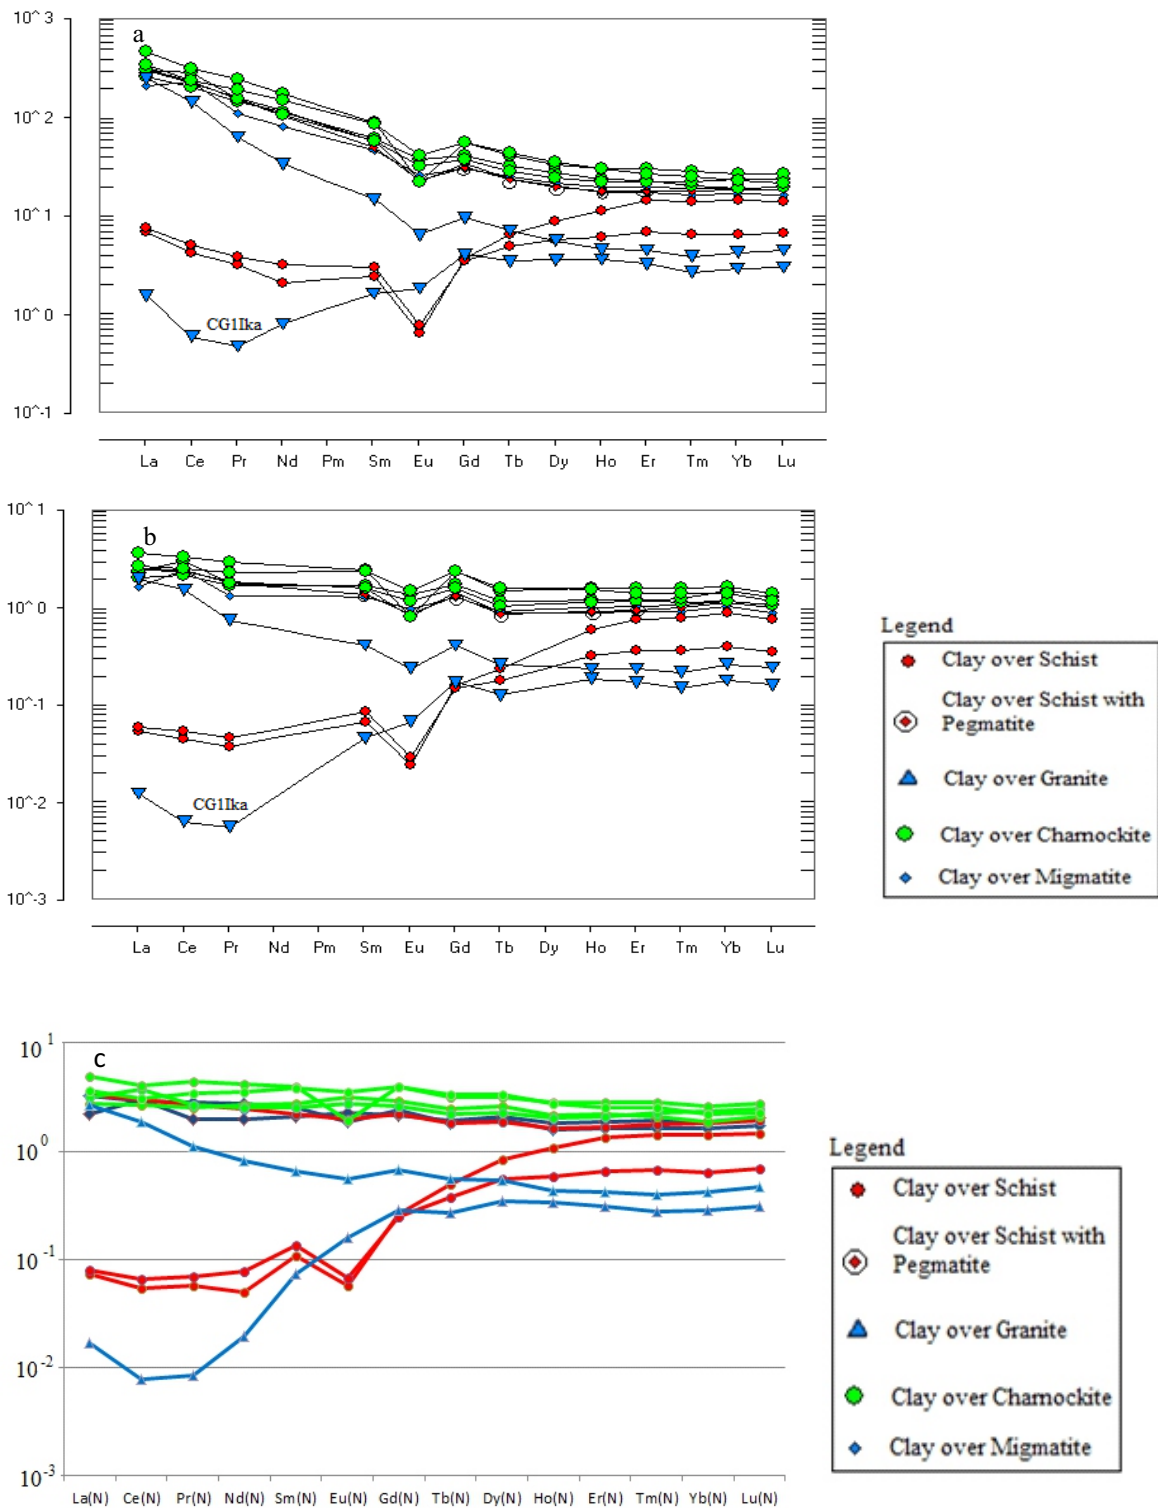 10^ 3
a
10^ 2
10^ 1
10^ 0
CG1Ika
10^-1
La Ce Pr Nd Pm Sm Eu Gd Tb Dy Ho Er Tm Yb Lu
10^ 1
b
10^ 0
10^-1
10^-2
CG1Ika
10^-3
La Ce Pr Nd Pm Sm Eu Gd Tb Dy Ho Er Tm Yb Lu
Legend
Clay over Schist
Clay over Schist with
Pegmatite
Clay over Granite
Clay over Charnockite
Clay over Migmatite
10^1
c
10^0
10^-1
10^-2
10^-3
La(N) Ce(N) Pr(N) Nd(N) Sm(N) Eu(N) Gd(N) Tb(N) Dy(N) Ho(N) Er(N) Tm(N) Yb(N) Lu(N)
Legend
Clay over Schist
Clay over Schist with
Pegmatite
Clay over Granite
Clay over Charnockite
Clay over Migmatite